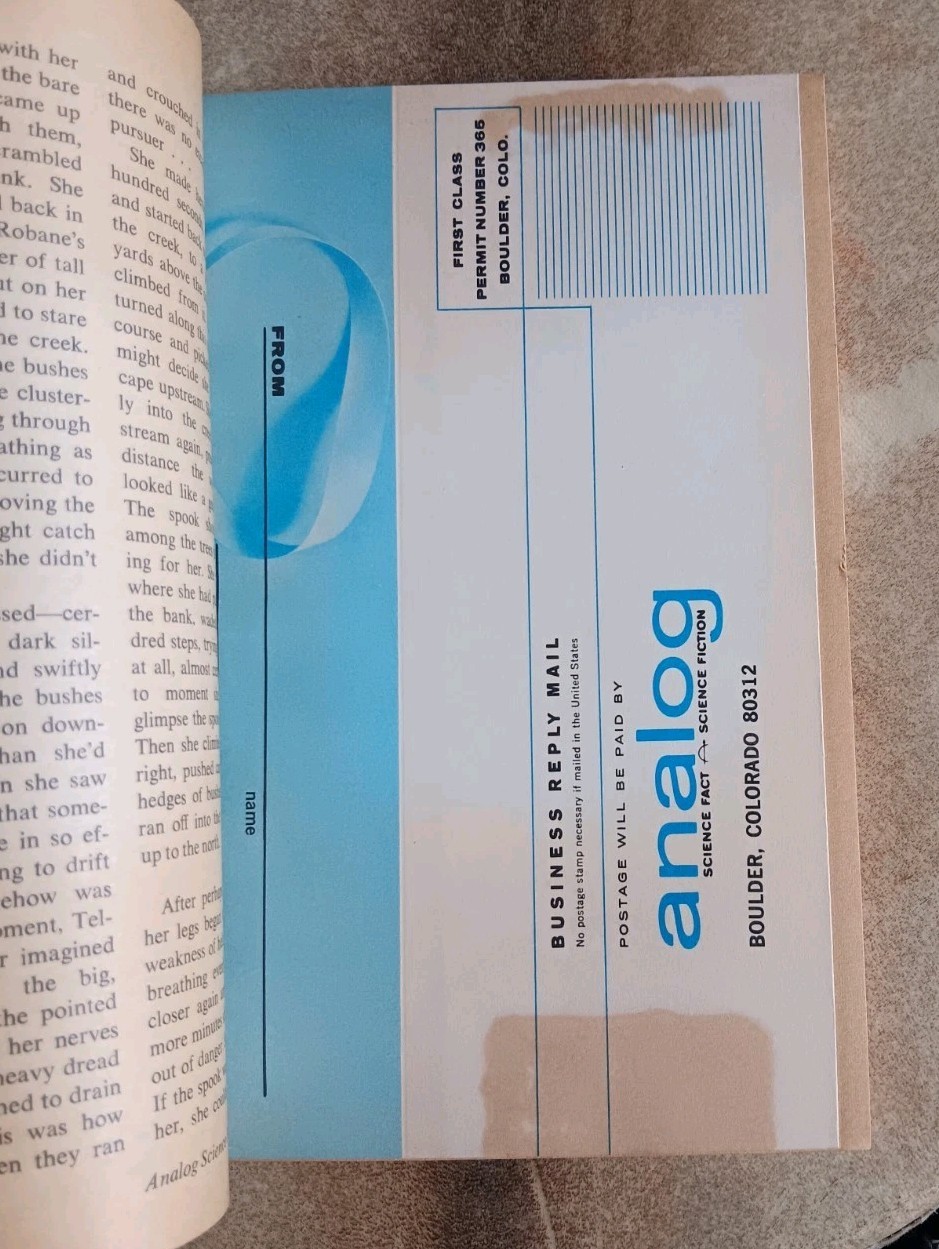 with her
the bare
came up
them,
rambled
nk. She
back in
Robane's
er of tall
on her
to stare
creek.
bushes
cluster-
through
athing as
curred to
oving the
ght catch
she didn't
ssed—cer-
dark sil-
nd swiftly
he bushes
on down-
han she'd
n she saw
that some-
e in so ef-
ng to drift
ehow was
oment, Tel-
r imagined
the big,
the pointed
her nerves
heavy dread
ned to drain
is was how
en they ran
and crouched
there was no
pursuer . . .
She made
hundred
and started
the creek, to
yards above the
climbed from
turned along
course and
might decide
cape upstream
ly into the
stream again,
distance the
looked like a
The spook
among the
ing for her.
where she had
the bank,
dred steps,
at all, almost
to moment
glimpse the
Then she
right, pushed
hedges of
ran off into
up to the north.
After
her legs
weakness of
breathing
closer again
more minutes
out of danger
If the spook
her, she
Analog
FROM
name
FIRST CLASS
PERMIT NUMBER 365
BOULDER, COLO.
BUSINESS REPLY MAIL
No postage stamp necessary if mailed in the United States
POSTAGE WILL BE PAID BY
analog
SCIENCE FACT SCIENCE FICTION
BOULDER, COLORADO 80312